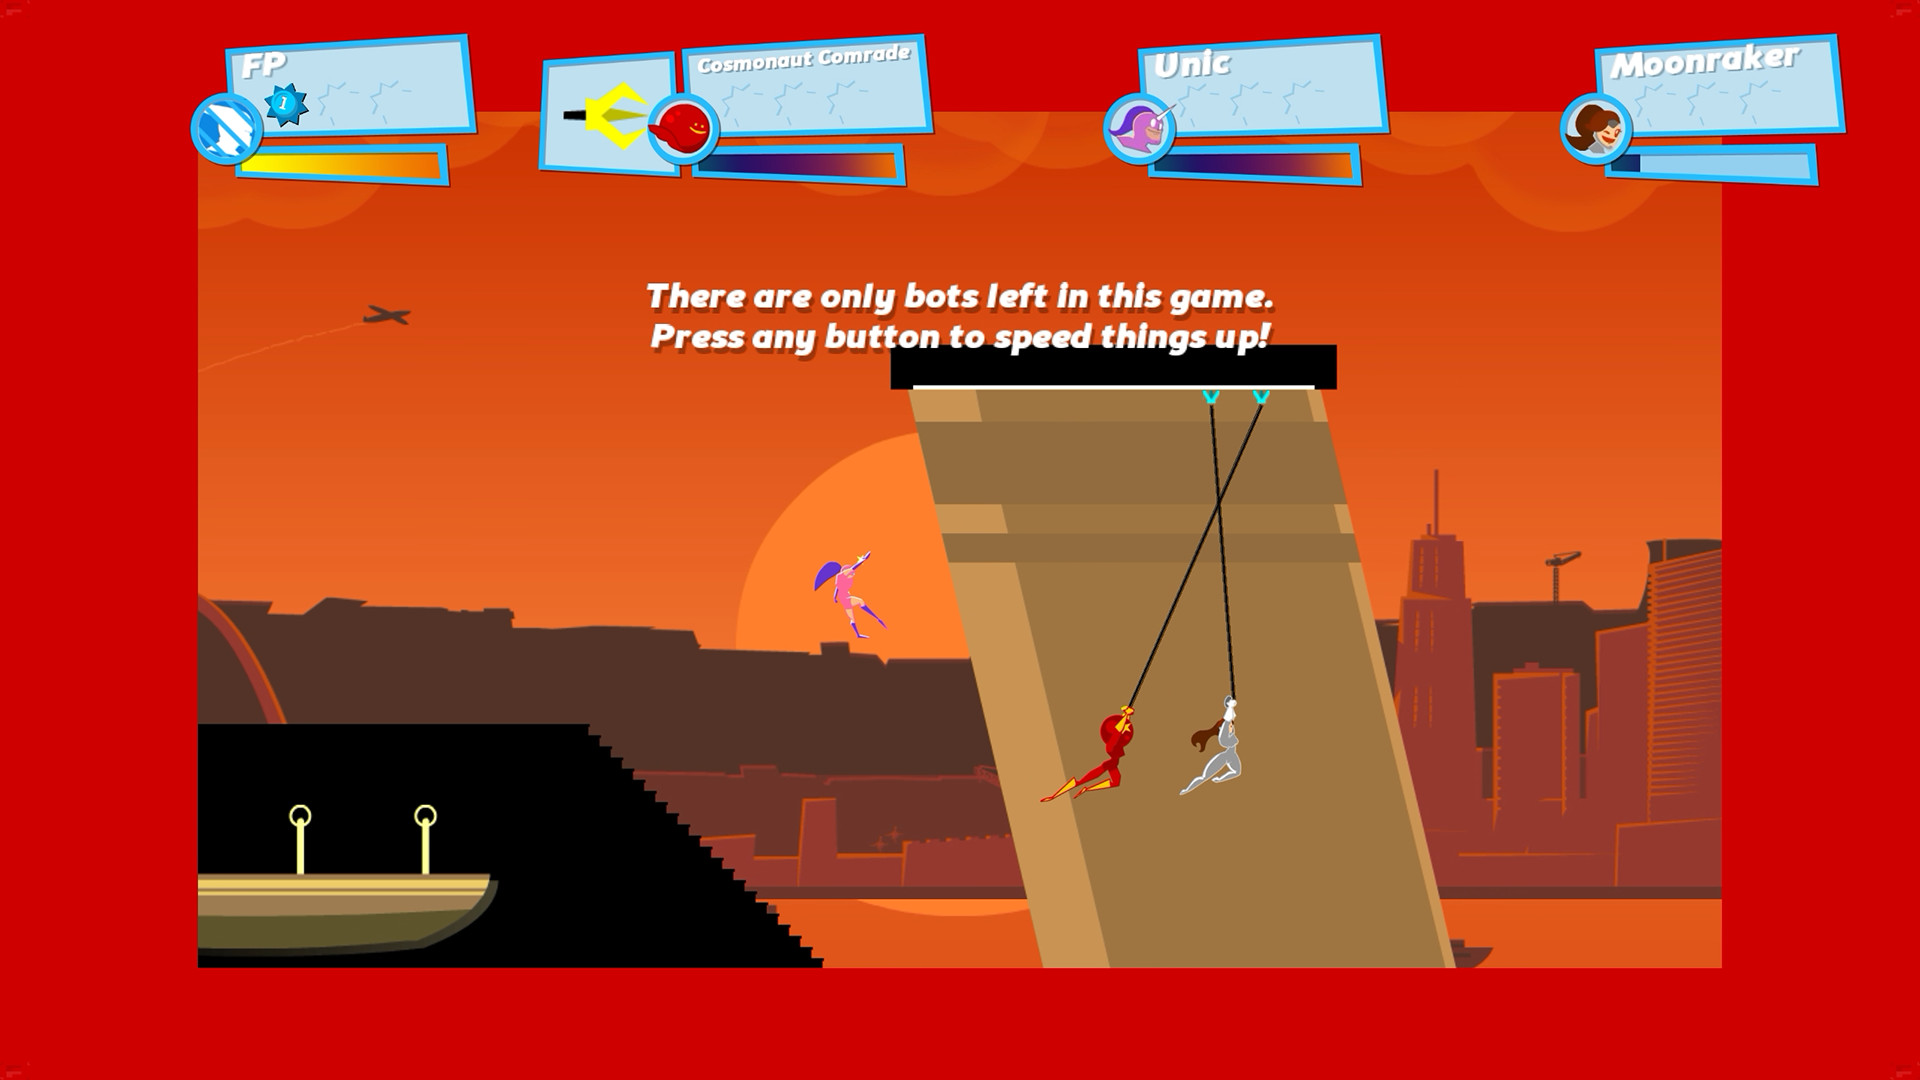 FP
1
Cosmonaut Comrade
Unic
Moonraker
There are only bots left in this game.
Press any button to speed things up!